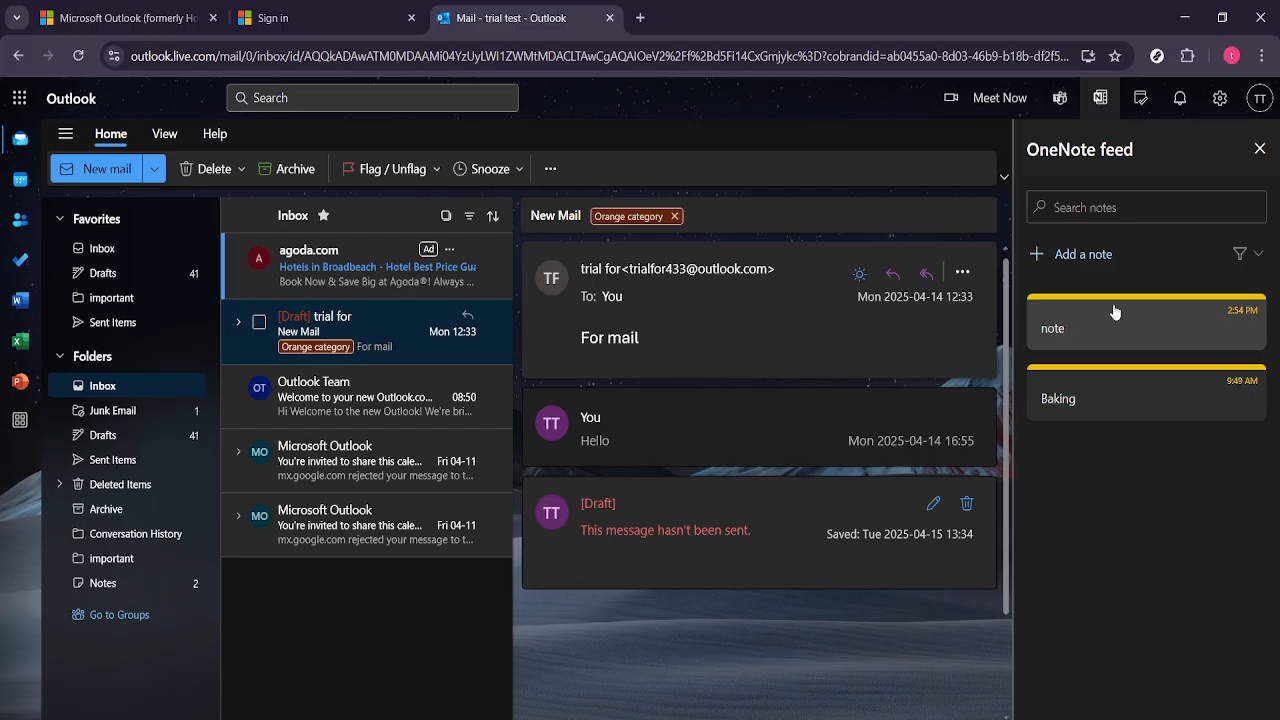 Microsoft Outlook (formerly Ho
Sign in
Mail - trial test - Outlook
outlook.live.com/mail/0/inbox/id/AQQkADAwATM0MDAAMi04YzUyLWI1ZWMtMDACLTAwCgAQAIOeV2%2Ff%2Bd5Fi14CxGmjykc%3D?cobrandid=ab0455a0-8d03-46b9-b18b-df2f5...
t
Outlook
Search
Meet Now
TT
Home
View
Help
New mail
Delete
Archive
Flag / Unflag
Snooze
Favorites
Inbox
Drafts 41
important
Sent Items
Folders
Inbox
Junk Email 1
Drafts 41
Sent Items
Deleted Items
Archive
Conversation History
important
Notes 2
Go to Groups
Inbox
A
agoda.com Ad
Hotels in Broadbeach - Hotel Best Price Gua
Book Now & Save Big at Agoda®! Always ...
[Draft] trial for
New Mail Mon 12:33
Orange category For mail
OT
Outlook Team
Welcome to your new Outlook.co... 08:50
Hi Welcome to the new Outlook! We're bri...
MO
Microsoft Outlook
You're invited to share this cale... Fri 04-11
mx.google.com rejected your message to t...
MO
Microsoft Outlook
You're invited to share this cale... Fri 04-11
mx.google.com rejected your message to t...
New Mail Orange category
TF
trial for<trialfor433@outlook.com>
To: You
Mon 2025-04-14 12:33
For mail
TT
You
Hello
Mon 2025-04-14 16:55
TT
[Draft]
This message hasn't been sent.
Saved: Tue 2025-04-15 13:34
OneNote feed
Search notes
Add a note
2:54 PM
note
9:49 AM
Baking